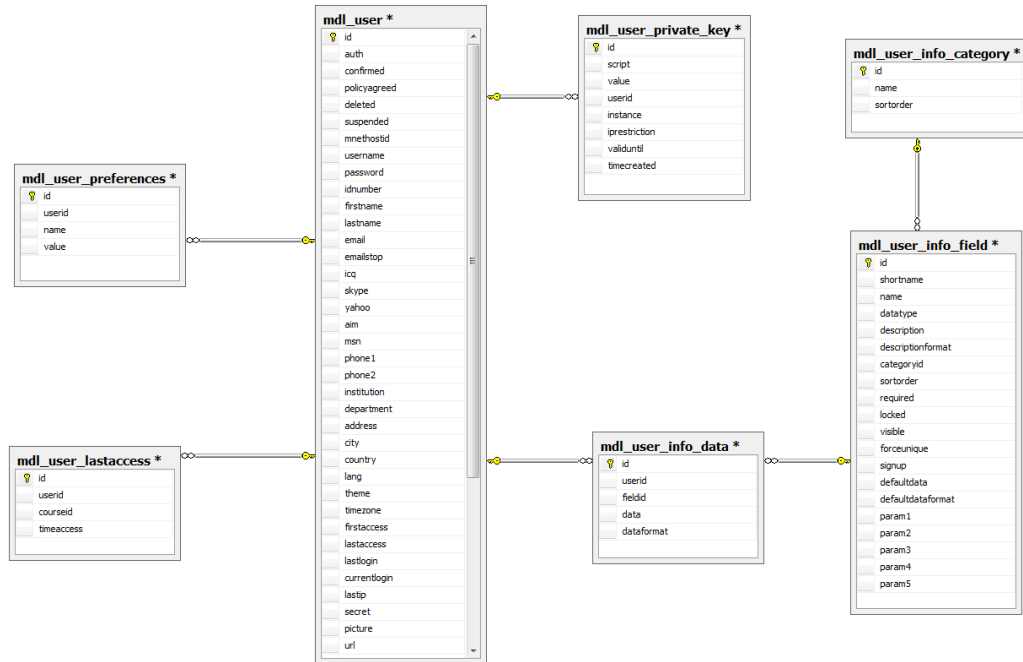 mdl_user *
id
auth
confirmed
policyagreed
deleted
suspended
mnethostid
username
password
idnumber
firstname
lastname
email
emailstop
icq
skype
yahoo
aim
msn
phone1
phone2
institution
department
address
city
country
lang
theme
timezone
firstaccess
lastaccess
lastlogin
currentlogin
lastip
secret
picture
url
mdl_user_private_key *
id
script
value
userid
instance
iprestriction
validuntil
timecreated
mdl_user_info_category *
id
name
sortorder
mdl_user_preferences *
id
userid
name
value
mdl_user_info_field *
id
shortname
name
datatype
description
descriptionformat
categoryid
sortorder
required
locked
visible
forceunique
signup
defaultdata
defaultdataformat
param1
param2
param3
param4
param5
mdl_user_lastaccess *
id
userid
courseid
timeaccess
mdl_user_info_data *
id
userid
fieldid
data
dataformat